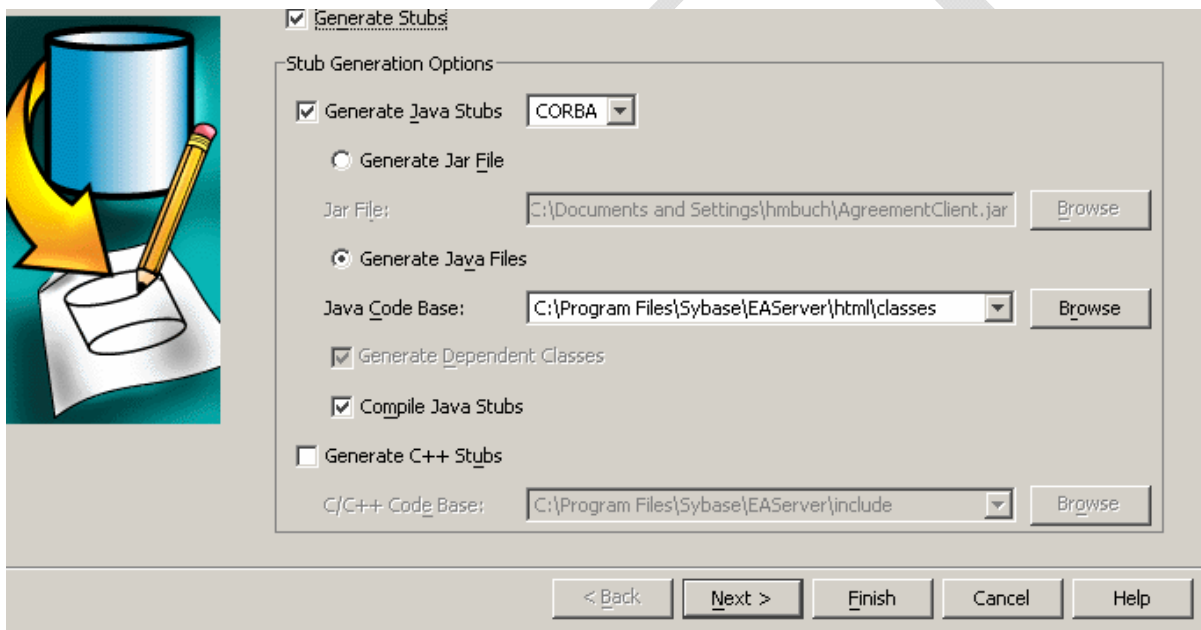 Generate Stubs
Stub Generation Options
Generate Java Stubs CORBA
Generate Jar File
Jar File: C:\Documents and Settings\hmbuch\AgreementClient.jar Browse
Generate Java Files
Java Code Base: C:\Program Files\Sybase\EAServer\html\classes Browse
Generate Dependent Classes
Compile Java Stubs
Generate C++ Stubs
C/C++ Code Base: C:\Program Files\Sybase\EAServer\include Browse
< Back Next > Finish Cancel Help